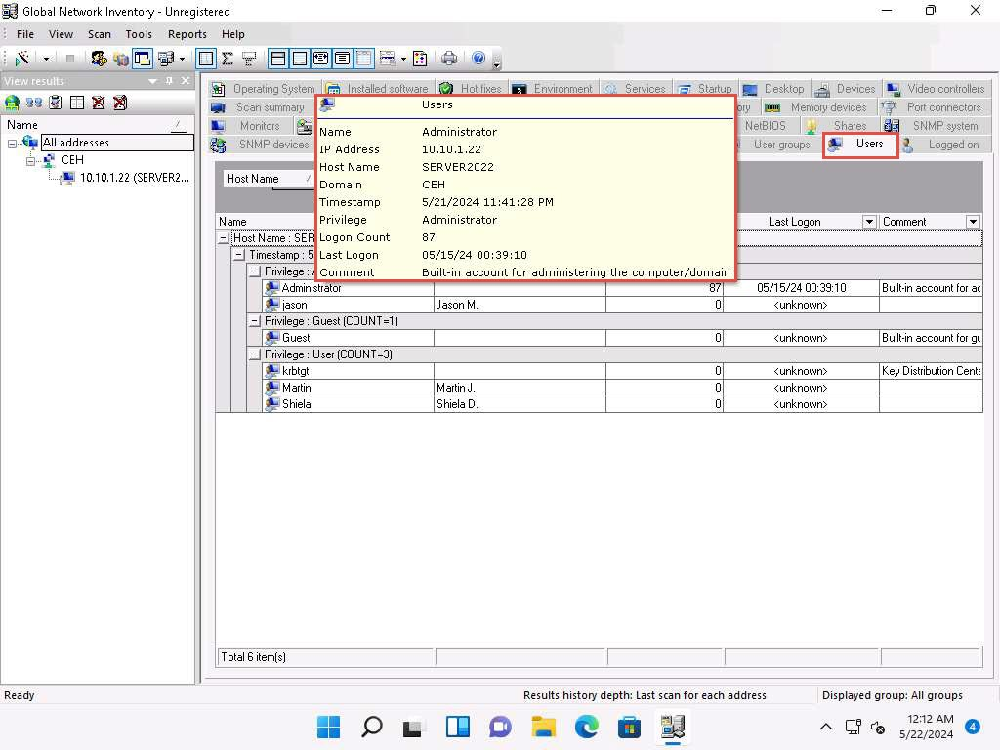 Global Network Inventory - Unregistered
File View Scan Tools Reports Help
View results
Name
All addresses
CEH
10.10.1.22 (SERVER2...
Operating System Installed software Hot fixes Environment Services Startup Desktop Devices Video controllers
Scan summary Memory devices Port connectors
Monitors NetBIOS Shares SNMP system
SNMP devices User groups Users Logged on
Users
Name Administrator
IP Address 10.10.1.22
Host Name SERVER2022
Domain CEH
Timestamp 5/21/2024 11:41:28 PM
Privilege Administrator
Logon Count 87
Last Logon 05/15/24 00:39:10
Comment Built-in account for administering the computer/domain
Host Name
Name Last Logon Comment
Host Name : SER
Timestamp : 5
Privilege :
Administrator 87 05/15/24 00:39:10 Built-in account for ac
jason Jason M. 0 <unknown>
Privilege : Guest (COUNT=1)
Guest 0 <unknown> Built-in account for gu
Privilege : User (COUNT=3)
krbtgt 0 <unknown> Key Distribution Cente
Martin Martin J. 0 <unknown>
Shiela Shiela D. 0 <unknown>
Total 6 item(s)
Ready Results history depth: Last scan for each address Displayed group: All groups
12:12 AM
5/22/2024
4